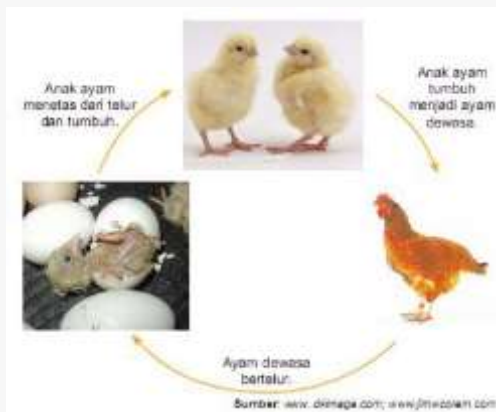 Anak ayam
menetas dari telur
dan tumbuh.
Anak ayam
tumbuh
menjadi ayam
dewasa.
Ayam dewasa
bertelur.
Sumber: www.